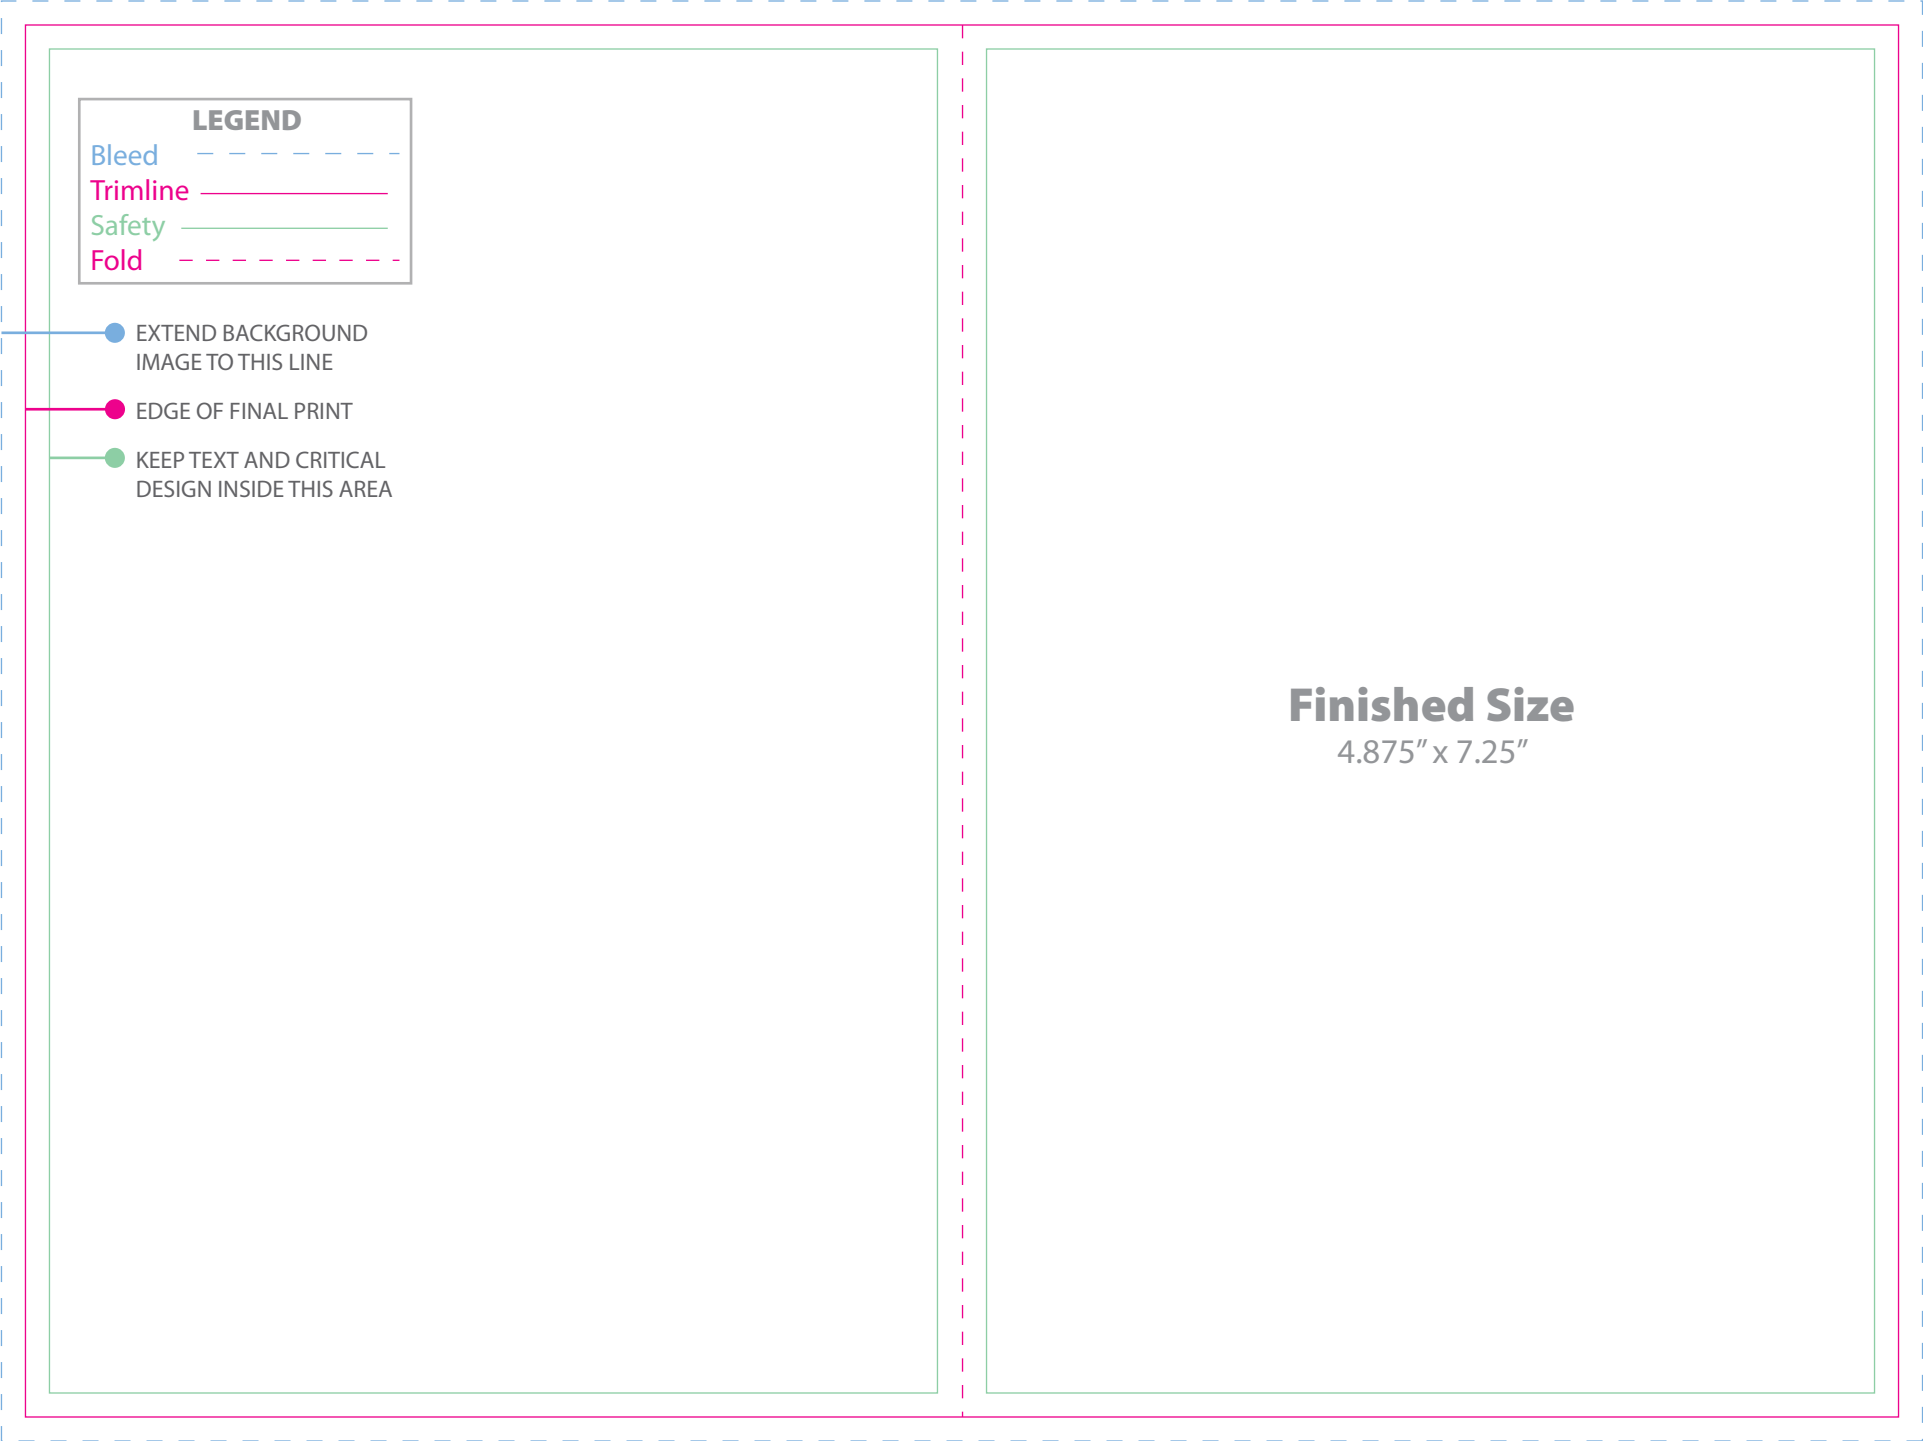 LEGEND
Bleed
Trimline
Safety
Fold
EXTEND BACKGROUND
IMAGE TO THIS LINE
EDGE OF FINAL PRINT
KEEP TEXT AND CRITICAL
DESIGN INSIDE THIS AREA
Finished Size
4.875” x 7.25”